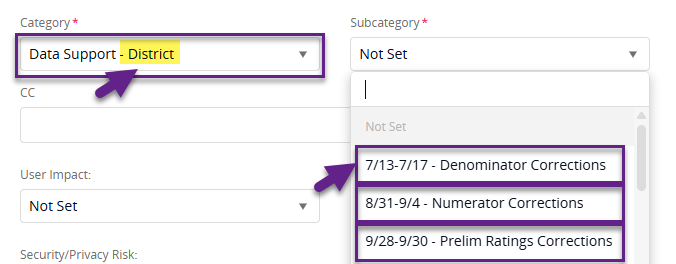 Category *
Subcategory *
Data Support - District
Not Set
CC
Not Set
7/13-7/17 - Denominator Corrections
User Impact:
Not Set
8/31-9/4 - Numerator Corrections
9/28-9/30 - Prelim Ratings Corrections
Security/Privacy Risk: